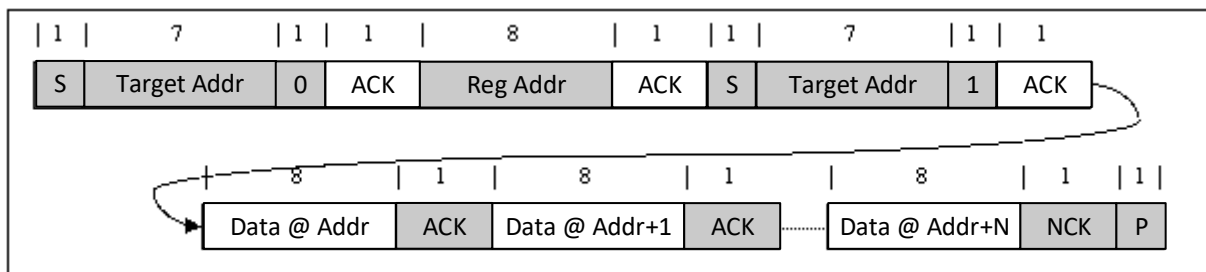 | 1 | 7 | 1 | 1 | 8 | 1 | 1 | 7 | 1 | 1
S Target Addr 0 ACK Reg Addr ACK S Target Addr 1 ACK
| 8 | 1 | 8 | 1 | 8 | 1 | 1 |
Data @ Addr ACK Data @ Addr+1 ACK Data @ Addr+N NCK P